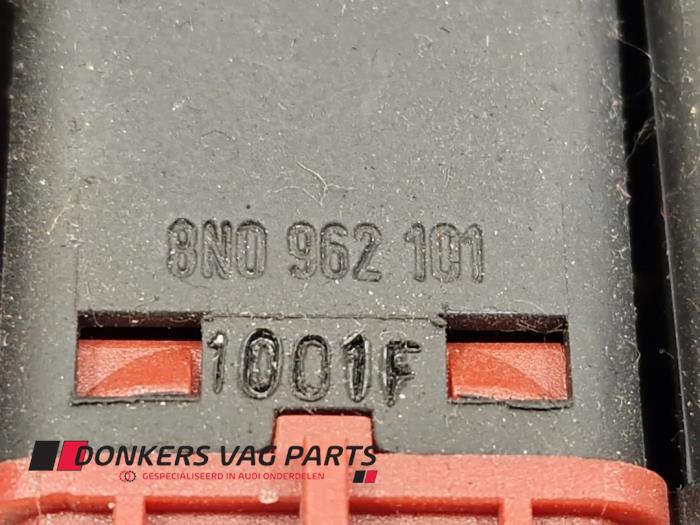 8N0 962 101
1001F
DONKERS VAG PARTS
GESPECIALISEERD IN AUDI ONDERDELEN